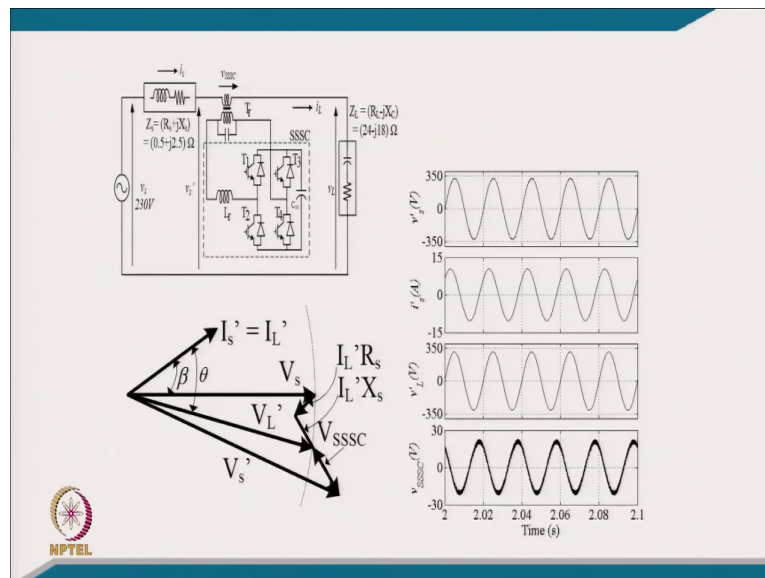 i_s
v_SSSC
i_L
Z_s= (R_s+jX_s)
= (0.5+j2.5) Ω
T_r
SSSC
Z_L= (R_L-jX_C)
= (24-j18) Ω
T1
T3
v_s
230V
v_s'
L_f
v_L
T2
T4
I_s' = I_L'
β
θ
V_s
I_L'R_s
I_L'X_s
V_L'
V_SSSC
V_s'
350
0
-350
v'_s(V)
15
0
-15
i'_s(A)
350
0
-350
v'_L(V)
30
0
-30
v_SSSC(V)
2 2.02 2.04 2.06 2.08 2.1
Time (s)
NPTEL